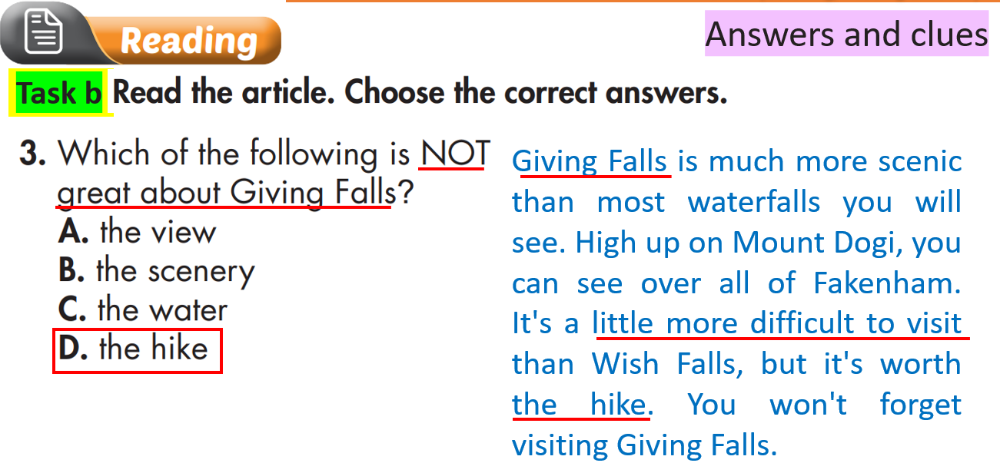 Reading
Answers and clues
Task b Read the article. Choose the correct answers.
3. Which of the following is NOT
great about Giving Falls?
A. the view
B. the scenery
C. the water
D. the hike
Giving Falls is much more scenic
than most waterfalls you will
see. High up on Mount Dogi, you
can see over all of Fakenham.
It's a little more difficult to visit
than Wish Falls, but it's worth
the hike. You won't forget
visiting Giving Falls.